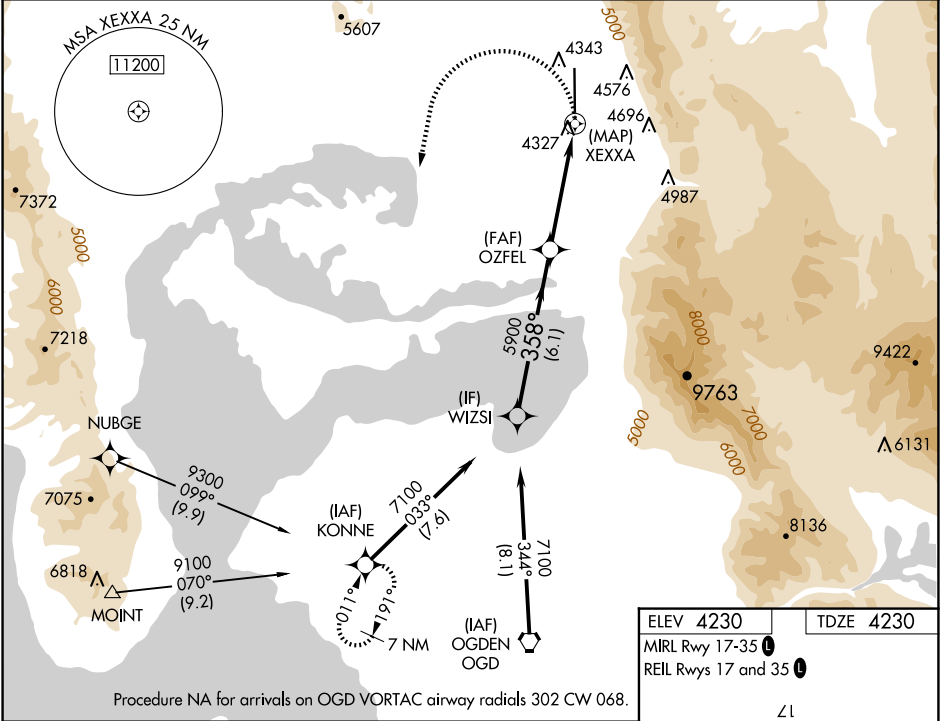 MSA XEXXA 25 NM
11200
5607
5000
4343
4576
4696
4327
(MAP)
XEXXA
4987
7372
5000
6000
7218
(FAF)
OZFEL
5900
358°
(6.1)
8000
9422
9763
(IF)
WIZSI
5000
7000
6000
6131
NUBGE
9300
099°
(9.9)
7075
(IAF)
KONNE
7100
033°
(7.6)
7100
344°
(8.1)
8136
6818
9100
070°
(9.2)
MOINT
011°
191°
7 NM
(IAF)
OGDEN
OGD
ELEV 4230
TDZE 4230
MIRL Rwy 17-35 L
REIL Rwys 17 and 35 L
17
Procedure NA for arrivals on OGD VORTAC airway radials 302 CW 068.